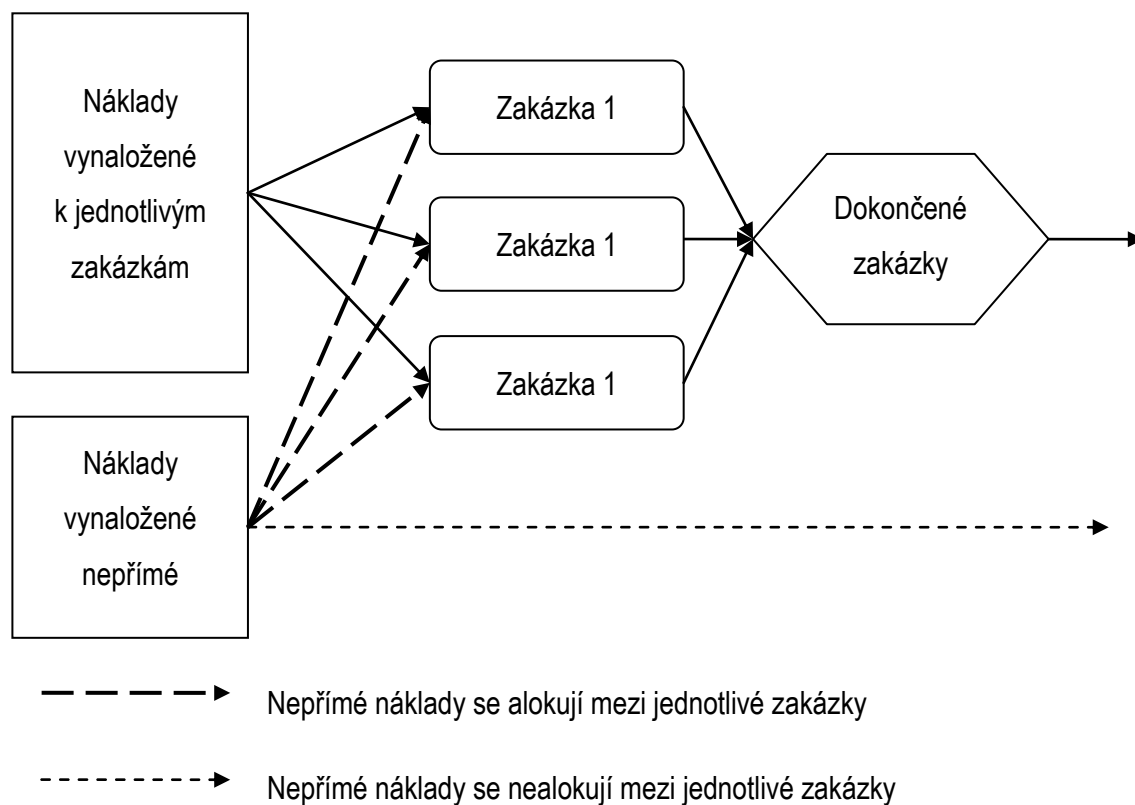 Náklady
vynaložené
k jednotlivým
zakázkám
Zakázka 1
Zakázka 1
Zakázka 1
Dokončené
zakázky
Náklady
vynaložené
nepřímé
Nepřímé náklady se alokují mezi jednotlivé zakázky
Nepřímé náklady se nealokují mezi jednotlivé zakázky